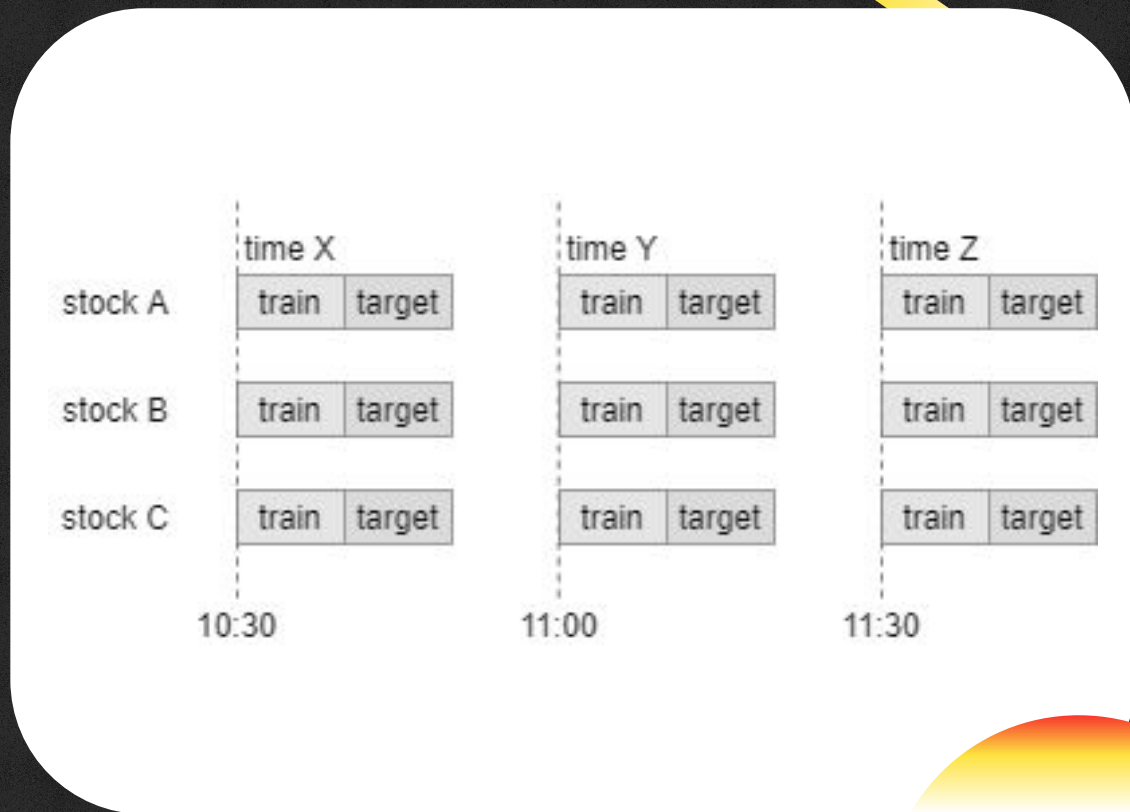 time X time Y time Z
stock A train target train target train target
stock B train target train target train target
stock C train target train target train target
10:30 11:00 11:30